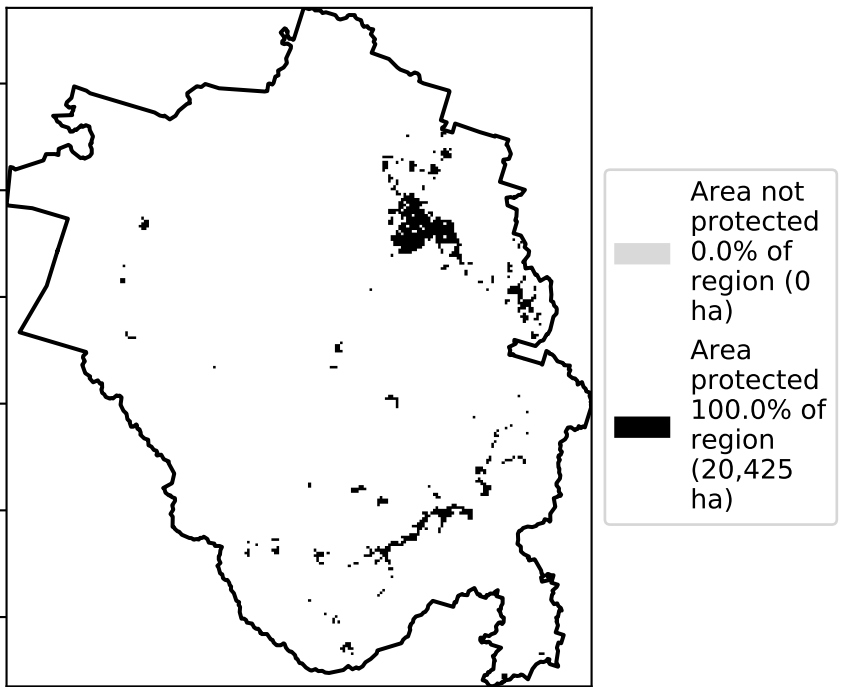 Area not
protected
0.0% of
region (0
ha)
Area
protected
100.0% of
region
(20,425
ha)